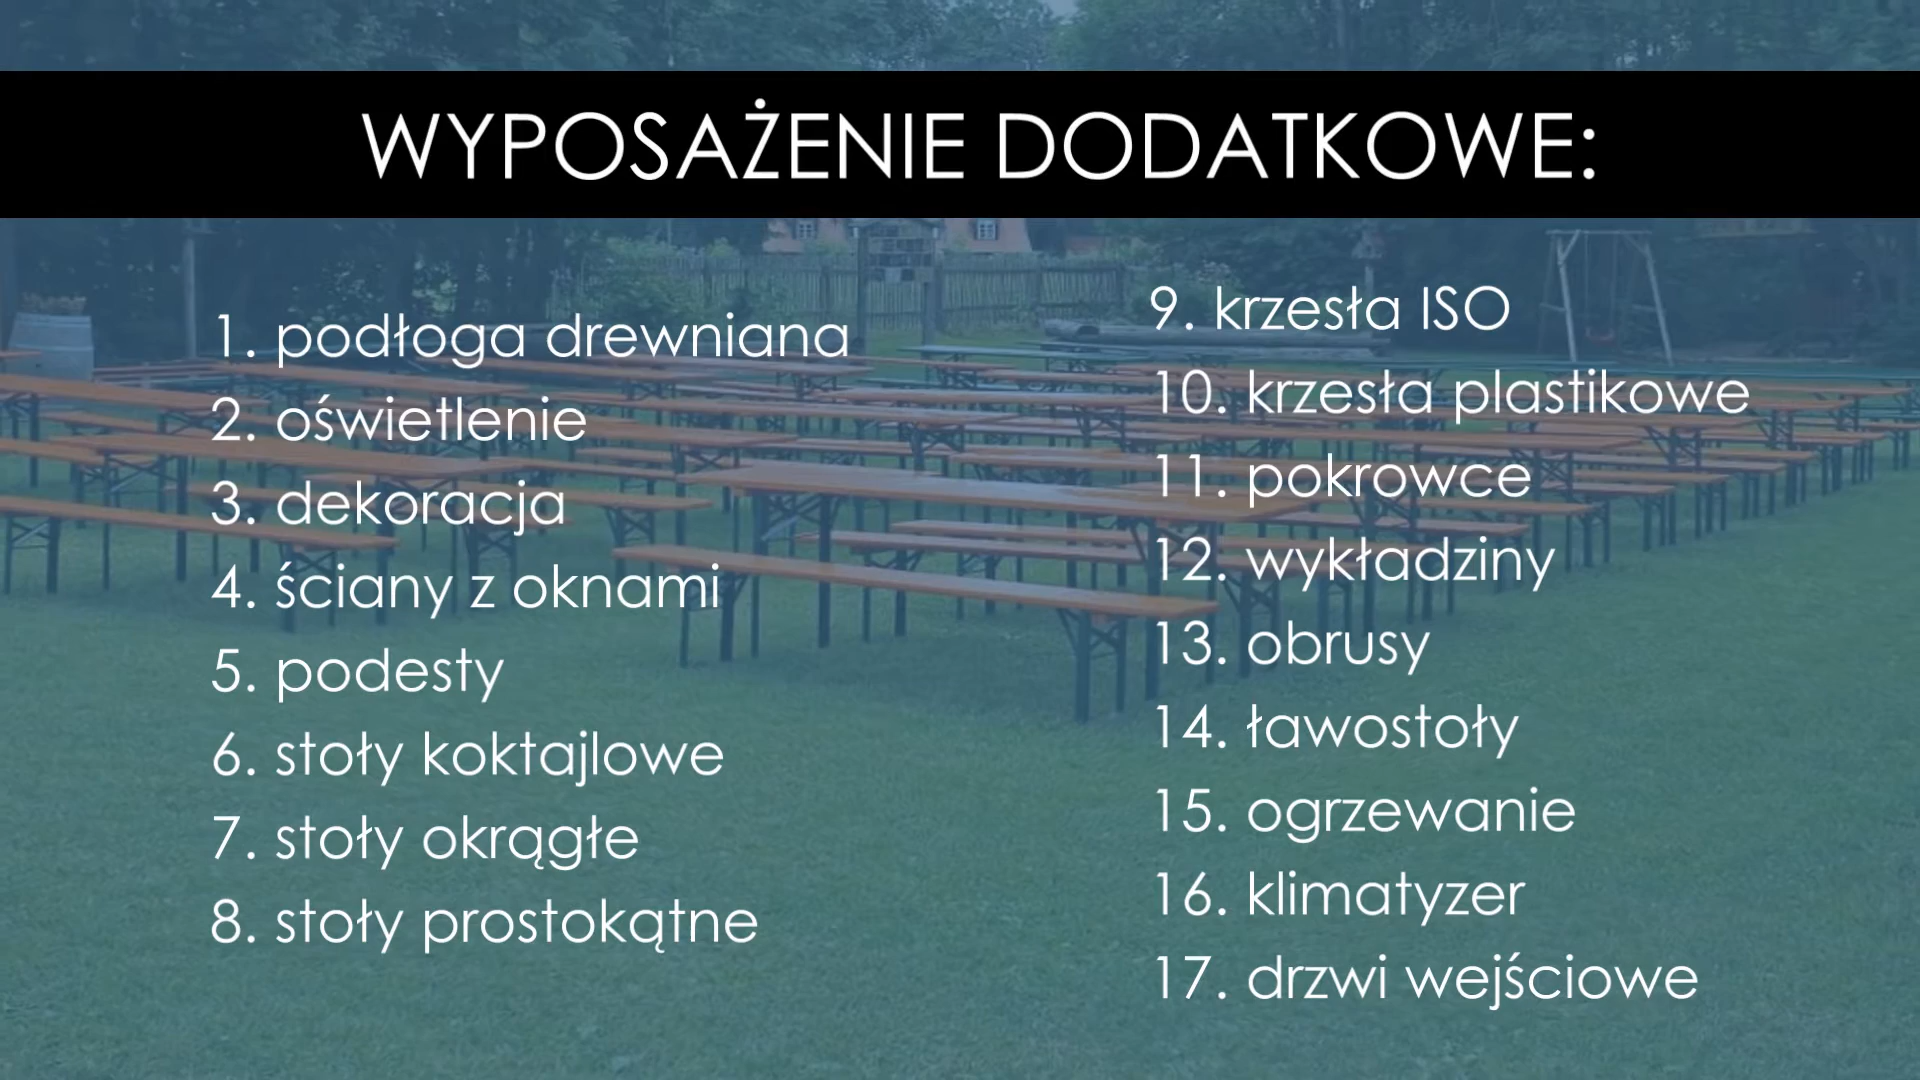 WYPOSAŻENIE DODATKOWE:
1. podłoga drewniana
2. oświetlenie
3. dekoracja
4. ściany z oknami
5. podesty
6. stoły koktajlowe
7. stoły okrągłe
8. stoły prostokątne
9. krzesła ISO
10. krzesła plastikowe
11. pokrowce
12. wykładziny
13. obrusy
14. ławostoły
15. ogrzewanie
16. klimatyzer
17. drzwi wejściowe